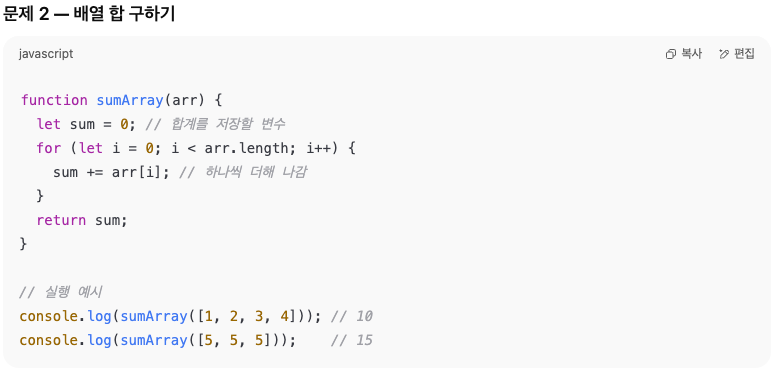 문제 2 — 배열 합 구하기
javascript
복사
편집
function sumArray(arr) {
  let sum = 0; // 합계를 저장할 변수
  for (let i = 0; i < arr.length; i++) {
    sum += arr[i]; // 하나씩 더해 나감
  }
  return sum;
}

// 실행 예시
console.log(sumArray([1, 2, 3, 4])); // 10
console.log(sumArray([5, 5, 5]));    // 15